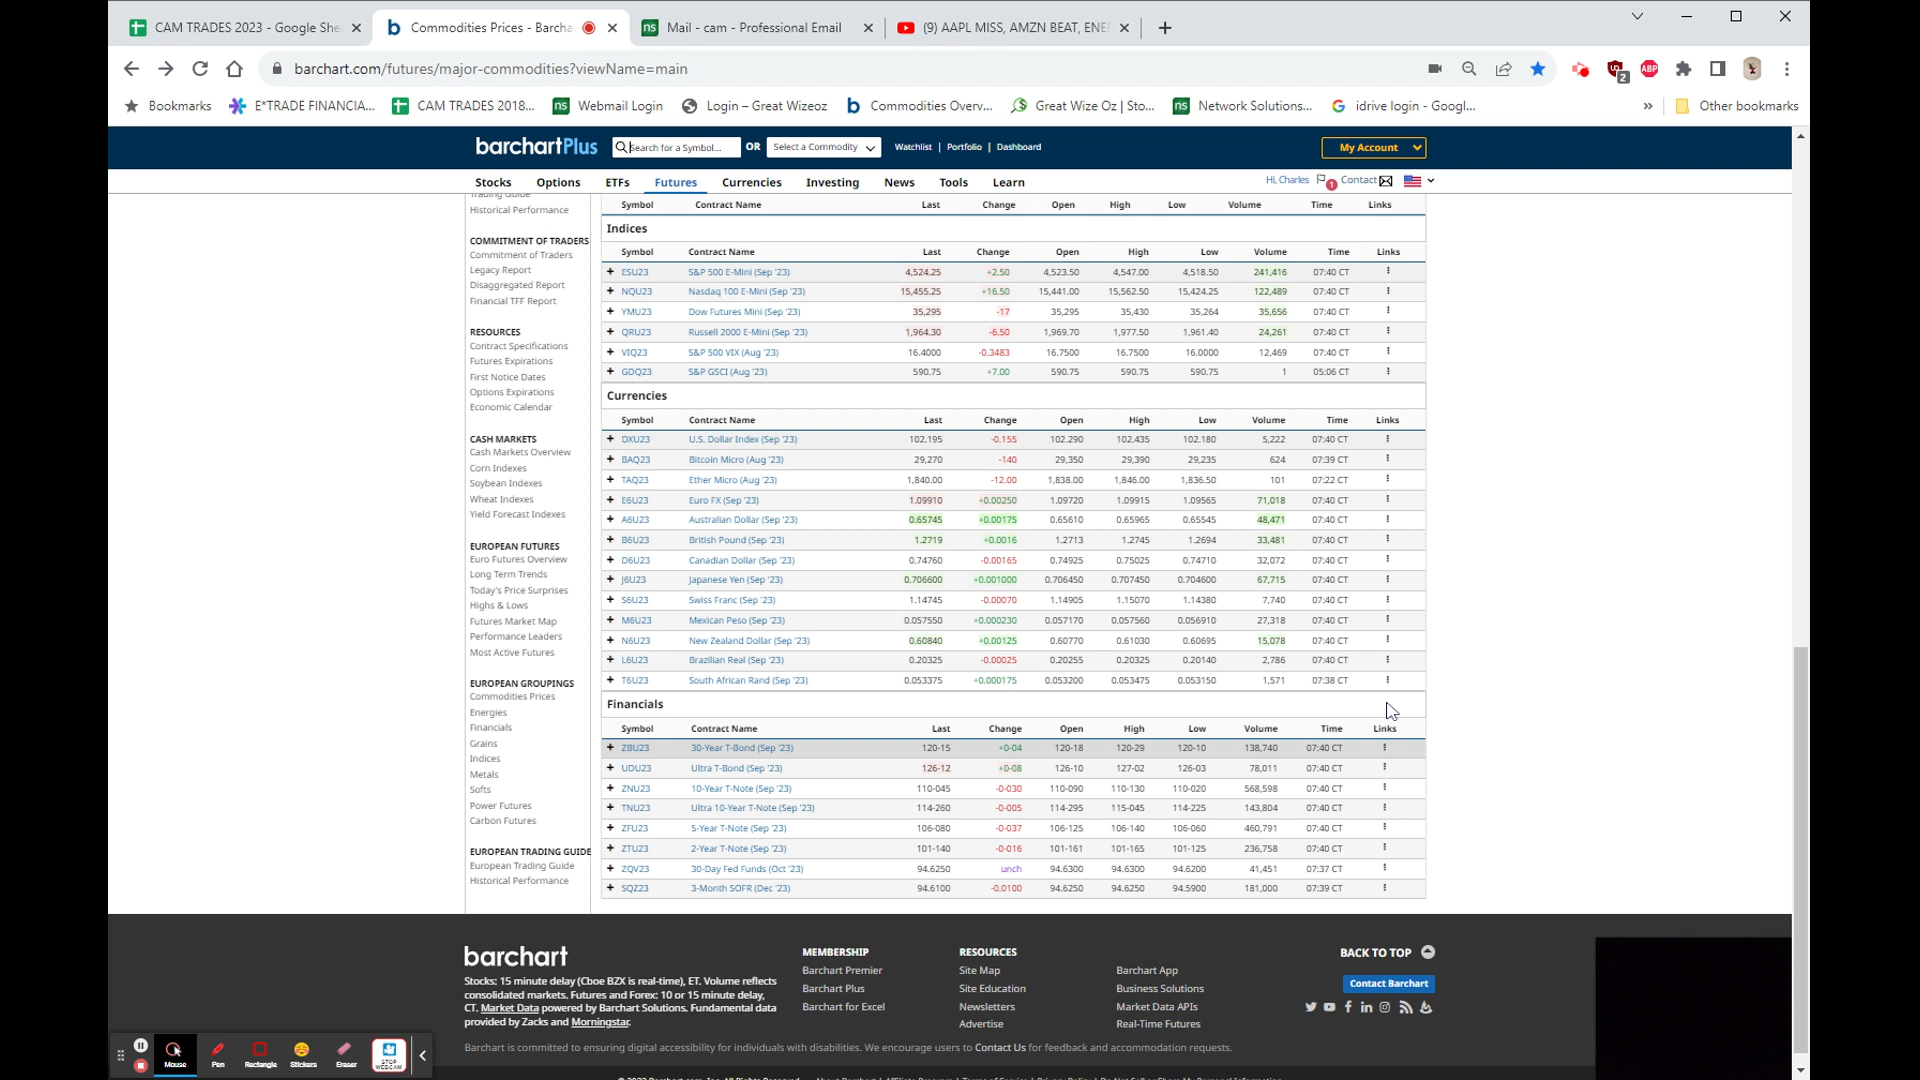 CAM TRADES 2023 - Google She
Commodities Prices - Barcha
Mail - cam - Professional Email
(9) AAPL MISS, AMZN BEAT, ENE
barchart.com/futures/major-commodities?viewName=main
2
ABP
Bookmarks
E*TRADE FINANCIA...
CAM TRADES 2018...
Webmail Login
Login – Great Wizeoz
Commodities Overv...
Great Wize Oz | Sto...
Network Solutions...
idrive login - Googl...
»
Other bookmarks
barchartPlus
Search for a Symbol...
OR
Select a Commodity
Watchlist | Portfolio | Dashboard
My Account
Stocks Options ETFs Futures Currencies Investing News Tools Learn
Hi, Charles 1 Contact
Trading Guide
Historical Performance
COMMITMENT OF TRADERS
Commitment of Traders
Legacy Report
Disaggregated Report
Financial TFF Report
RESOURCES
Contract Specifications
Futures Expirations
First Notice Dates
Options Expirations
Economic Calendar
CASH MARKETS
Cash Markets Overview
Corn Indexes
Soybean Indexes
Wheat Indexes
Yield Forecast Indexes
EUROPEAN FUTURES
Euro Futures Overview
Long Term Trends
Today's Price Surprises
Highs & Lows
Futures Market Map
Performance Leaders
Most Active Futures
EUROPEAN GROUPINGS
Commodities Prices
Energies
Financials
Grains
Indices
Metals
Softs
Power Futures
Carbon Futures
EUROPEAN TRADING GUIDE
European Trading Guide
Historical Performance
Symbol Contract Name Last Change Open High Low Volume Time Links
Indices
Symbol Contract Name Last Change Open High Low Volume Time Links
+ ESU23 S&P 500 E-Mini (Sep '23) 4,524.25 +2.50 4,523.50 4,547.00 4,518.50 241,416 07:40 CT
+ NQU23 Nasdaq 100 E-Mini (Sep '23) 15,455.25 +16.50 15,441.00 15,562.50 15,424.25 122,489 07:40 CT
+ YMU23 Dow Futures Mini (Sep '23) 35,295 -17 35,295 35,430 35,264 35,656 07:40 CT
+ QRU23 Russell 2000 E-Mini (Sep '23) 1,964.30 -6.50 1,969.70 1,977.50 1,961.40 24,261 07:40 CT
+ VIQ23 S&P 500 VIX (Aug '23) 16.4000 -0.3483 16.7500 16.7500 16.0000 12,469 07:40 CT
+ GDQ23 S&P GSCI (Aug '23) 590.75 +7.00 590.75 590.75 590.75 1 05:06 CT
Currencies
Symbol Contract Name Last Change Open High Low Volume Time Links
+ DXU23 U.S. Dollar Index (Sep '23) 102.195 -0.155 102.290 102.435 102.180 5,222 07:40 CT
+ BAQ23 Bitcoin Micro (Aug '23) 29,270 -140 29,350 29,390 29,235 624 07:39 CT
+ TAQ23 Ether Micro (Aug '23) 1,840.00 -12.00 1,838.00 1,846.00 1,836.50 101 07:22 CT
+ E6U23 Euro FX (Sep '23) 1.09910 +0.00250 1.09720 1.09915 1.09565 71,018 07:40 CT
+ A6U23 Australian Dollar (Sep '23) 0.65745 +0.00175 0.65610 0.65965 0.65545 48,471 07:40 CT
+ B6U23 British Pound (Sep '23) 1.2719 +0.0016 1.2713 1.2745 1.2694 33,481 07:40 CT
+ D6U23 Canadian Dollar (Sep '23) 0.74760 -0.00165 0.74925 0.75025 0.74710 32,072 07:40 CT
+ J6U23 Japanese Yen (Sep '23) 0.706600 +0.001000 0.706450 0.707450 0.704600 67,715 07:40 CT
+ S6U23 Swiss Franc (Sep '23) 1.14745 -0.00070 1.14905 1.15070 1.14380 7,740 07:40 CT
+ M6U23 Mexican Peso (Sep '23) 0.057550 +0.000230 0.057170 0.057560 0.056910 27,318 07:40 CT
+ N6U23 New Zealand Dollar (Sep '23) 0.60840 +0.00125 0.60770 0.61030 0.60695 15,078 07:40 CT
+ L6U23 Brazilian Real (Sep '23) 0.20325 -0.00025 0.20255 0.20325 0.20140 2,786 07:40 CT
+ T6U23 South African Rand (Sep '23) 0.053375 +0.000175 0.053200 0.053475 0.053150 1,571 07:38 CT
Financials
Symbol Contract Name Last Change Open High Low Volume Time Links
+ ZBU23 30-Year T-Bond (Sep '23) 120-15 +0-04 120-18 120-29 120-10 138,740 07:40 CT
+ UDU23 Ultra T-Bond (Sep '23) 126-12 +0-08 126-10 127-02 126-03 78,011 07:40 CT
+ ZNU23 10-Year T-Note (Sep '23) 110-045 -0-030 110-090 110-130 110-020 568,598 07:40 CT
+ TNU23 Ultra 10-Year T-Note (Sep '23) 114-260 -0-005 114-295 115-045 114-225 143,804 07:40 CT
+ ZFU23 5-Year T-Note (Sep '23) 106-080 -0-037 106-125 106-140 106-060 460,791 07:40 CT
+ ZTU23 2-Year T-Note (Sep '23) 101-140 -0-016 101-161 101-165 101-125 236,758 07:40 CT
+ ZQV23 30-Day Fed Funds (Oct '23) 94.6250 unch 94.6300 94.6300 94.6200 41,451 07:37 CT
+ SQZ23 3-Month SOFR (Dec '23) 94.6100 -0.0100 94.6250 94.6250 94.5900 181,000 07:39 CT
barchart
Stocks: 15 minute delay (Cboe BZX is real-time), ET. Volume reflects
consolidated markets. Futures and Forex: 10 or 15 minute delay,
CT. Market Data powered by Barchart Solutions. Fundamental data
provided by Zacks and Morningstar.
MEMBERSHIP
Barchart Premier
Barchart Plus
Barchart for Excel
RESOURCES
Site Map
Site Education
Newsletters
Advertise
Barchart App
Business Solutions
Market Data APIs
Real-Time Futures
BACK TO TOP
Contact Barchart
Barchart is committed to ensuring digital accessibility for individuals with disabilities. We encourage users to Contact Us for feedback and accommodation requests.
Mouse Pen Rectangle Stickers Eraser STOP WEBCAM